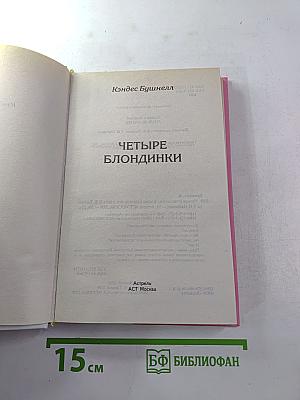 Кэндес Бушнелл
ЧЕТЫРЕ
БЛОНДИНКИ
Астрель
АСТ Москва
15 см
БФ БИБЛИОФАН